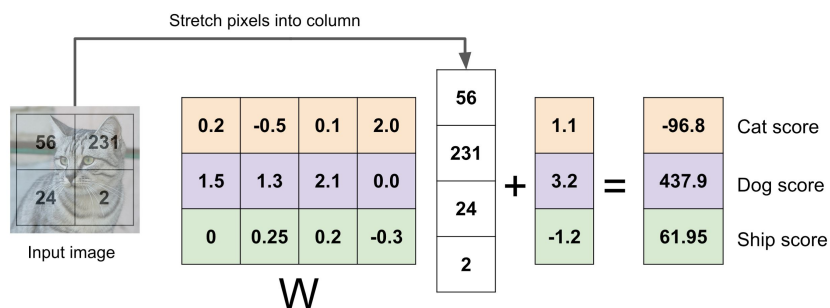 Stretch pixels into column
56 231
24 2
Input image
0.2 -0.5 0.1 2.0
1.5 1.3 2.1 0.0
0 0.25 0.2 -0.3
W
56
231
24
2
+
1.1
3.2
-1.2
=
-96.8 Cat score
437.9 Dog score
61.95 Ship score